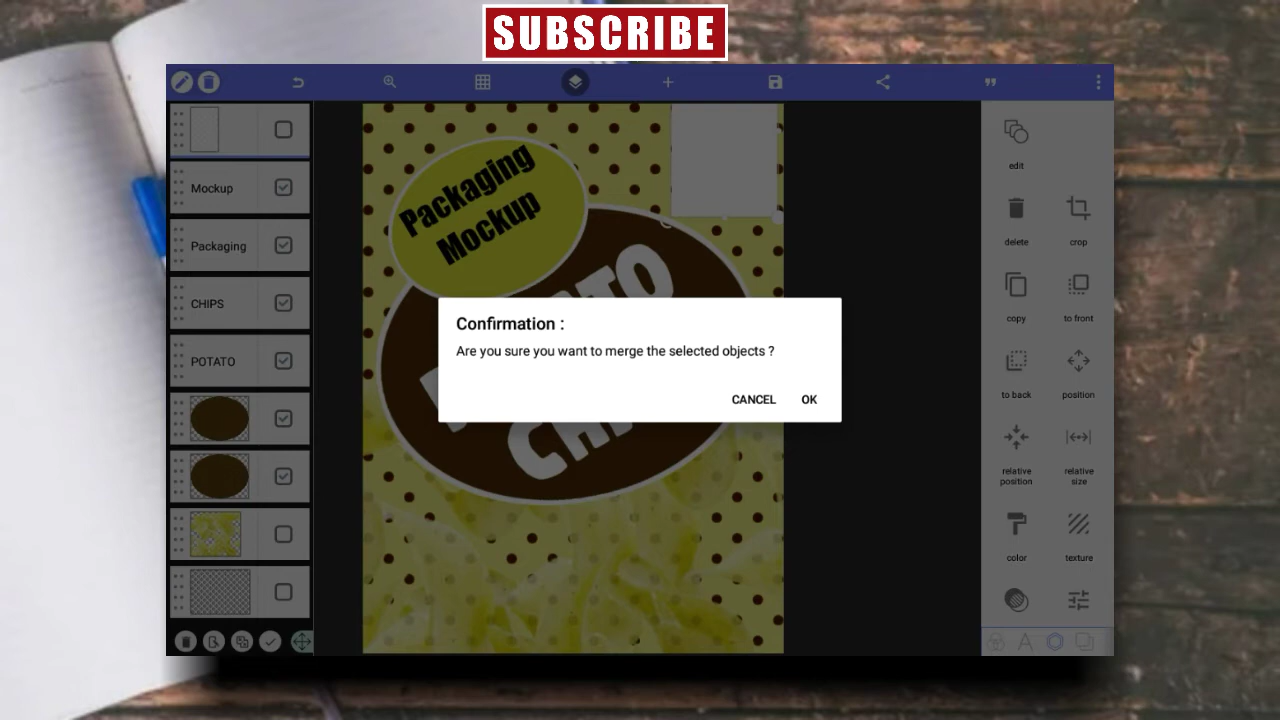 SUBSCRIBE
Packaging
Mockup
Mockup
Packaging
CHIPS
POTATO
Confirmation :
Are you sure you want to merge the selected objects ?
CANCEL
OK
edit
delete
crop
copy
to front
to back
position
relative
position
relative
size
color
texture